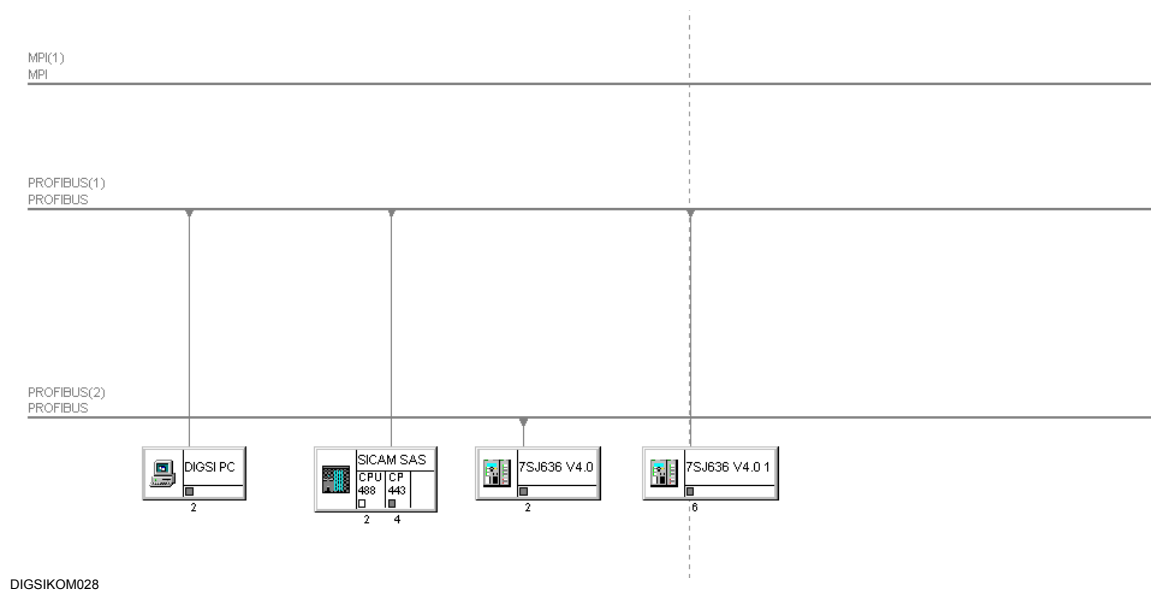 MPI(1)
MPI
PROFIBUS(1)
PROFIBUS
PROFIBUS(2)
PROFIBUS
DIGSI PC
2
SICAM SAS
CPU CP
488 443
2 4
7SJ636 V4.0
2
7SJ636 V4.0 1
6
DIGSIKOM028